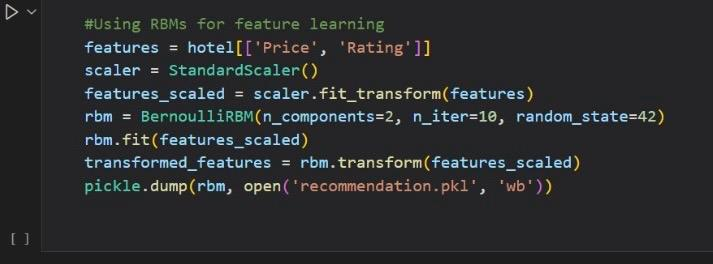 #Using RBMs for feature learning
features = hotel[['Price', 'Rating']]
scaler = StandardScaler()
features_scaled = scaler.fit_transform(features)
rbm = BernoulliRBM(n_components=2, n_iter=10, random_state=42)
rbm.fit(features_scaled)
transformed_features = rbm.transform(features_scaled)
pickle.dump(rbm, open('recommendation.pkl', 'wb'))
[ ]